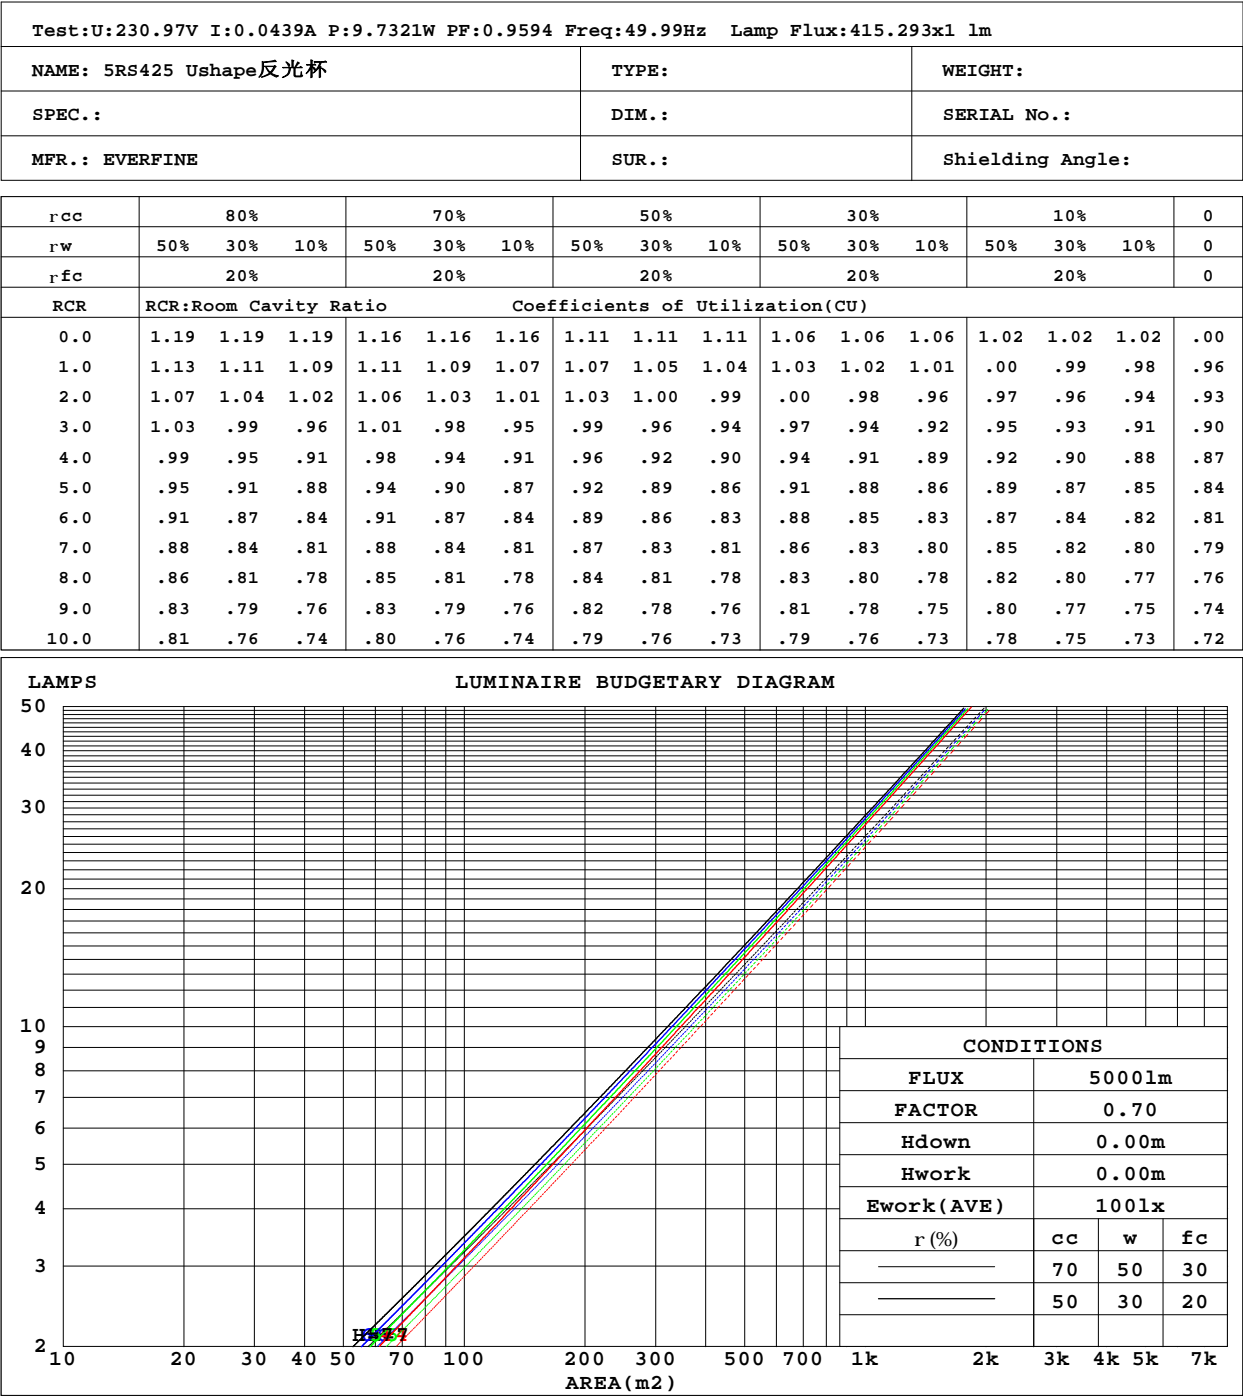 Test:U:230.97V I:0.0439A P:9.7321W PF:0.9594 Freq:49.99Hz  Lamp Flux:415.293x1 lm
NAME: 5RS425 Ushape反光杯 TYPE: WEIGHT:
SPEC.: DIM.: SERIAL No.:
MFR.: EVERFINE SUR.: Shielding Angle:
rcc 80% 70% 50% 30% 10% 0
rw 50% 30% 10% 50% 30% 10% 50% 30% 10% 50% 30% 10% 50% 30% 10% 0
rfc 20% 20% 20% 20% 20% 0
RCR RCR:Room Cavity Ratio Coefficients of Utilization(CU)
0.0 1.19 1.19 1.19 1.16 1.16 1.16 1.11 1.11 1.11 1.06 1.06 1.06 1.02 1.02 1.02 .00
1.0 1.13 1.11 1.09 1.11 1.09 1.07 1.07 1.05 1.04 1.03 1.02 1.01 .00 .99 .98 .96
2.0 1.07 1.04 1.02 1.06 1.03 1.01 1.03 1.00 .99 .00 .98 .96 .97 .96 .94 .93
3.0 1.03 .99 .96 1.01 .98 .95 .99 .96 .94 .97 .94 .92 .95 .93 .91 .90
4.0 .99 .95 .91 .98 .94 .91 .96 .92 .90 .94 .91 .89 .92 .90 .88 .87
5.0 .95 .91 .88 .94 .90 .87 .92 .89 .86 .91 .88 .86 .89 .87 .85 .84
6.0 .91 .87 .84 .91 .87 .84 .89 .86 .83 .88 .85 .83 .87 .84 .82 .81
7.0 .88 .84 .81 .88 .84 .81 .87 .83 .81 .86 .83 .80 .85 .82 .80 .79
8.0 .86 .81 .78 .85 .81 .78 .84 .81 .78 .83 .80 .78 .82 .80 .77 .76
9.0 .83 .79 .76 .83 .79 .76 .82 .78 .76 .81 .78 .75 .80 .77 .75 .74
10.0 .81 .76 .74 .80 .76 .74 .79 .76 .73 .79 .76 .73 .78 .75 .73 .72
LAMPS LUMINAIRE BUDGETARY DIAGRAM
50
40
30
20
10
9
8
7
6
5
4
3
2
CONDITIONS
FLUX 5000lm
FACTOR 0.70
Hdown 0.00m
Hwork 0.00m
Ework(AVE) 100lx
r (%) cc w fc
70 50 30
50 30 20
10 20 30 40 50 70 100 200 300 500 700 1k 2k 3k 4k 5k 7k
AREA(m2)